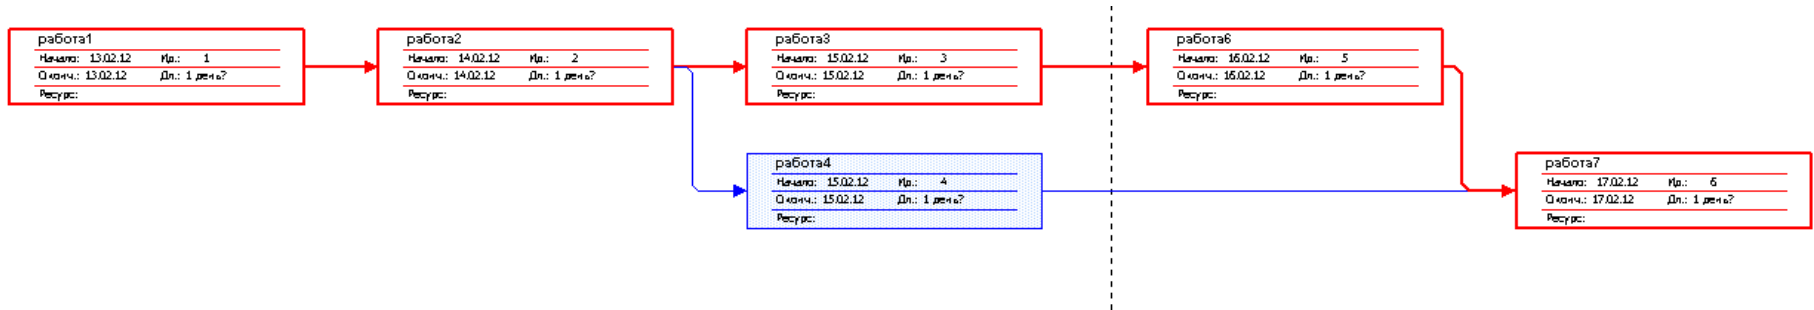 работа1
Начало: 13.02.12 Ид.: 1
Оконч.: 13.02.12 Дл.: 1 день?
Ресурс:
работа2
Начало: 14.02.12 Ид.: 2
Оконч.: 14.02.12 Дл.: 1 день?
Ресурс:
работа3
Начало: 15.02.12 Ид.: 3
Оконч.: 15.02.12 Дл.: 1 день?
Ресурс:
работа6
Начало: 16.02.12 Ид.: 5
Оконч.: 16.02.12 Дл.: 1 день?
Ресурс:
работа4
Начало: 15.02.12 Ид.: 4
Оконч.: 15.02.12 Дл.: 1 день?
Ресурс:
работа7
Начало: 17.02.12 Ид.: 6
Оконч.: 17.02.12 Дл.: 1 день?
Ресурс: